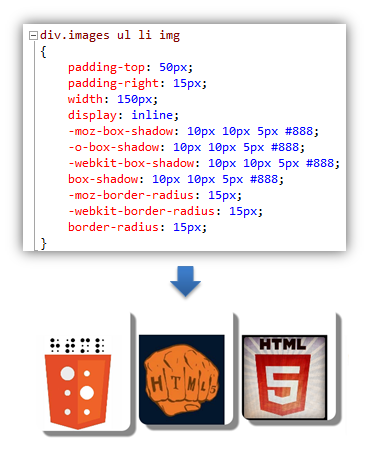 div.images ul li img
{
padding-top: 50px;
padding-right: 15px;
width: 150px;
display: inline;
-moz-box-shadow: 10px 10px 5px #888;
-o-box-shadow: 10px 10px 5px #888;
-webkit-box-shadow: 10px 10px 5px #888;
box-shadow: 10px 10px 5px #888;
-moz-border-radius: 15px;
-webkit-border-radius: 15px;
border-radius: 15px;
}
HTML5
HTML
5